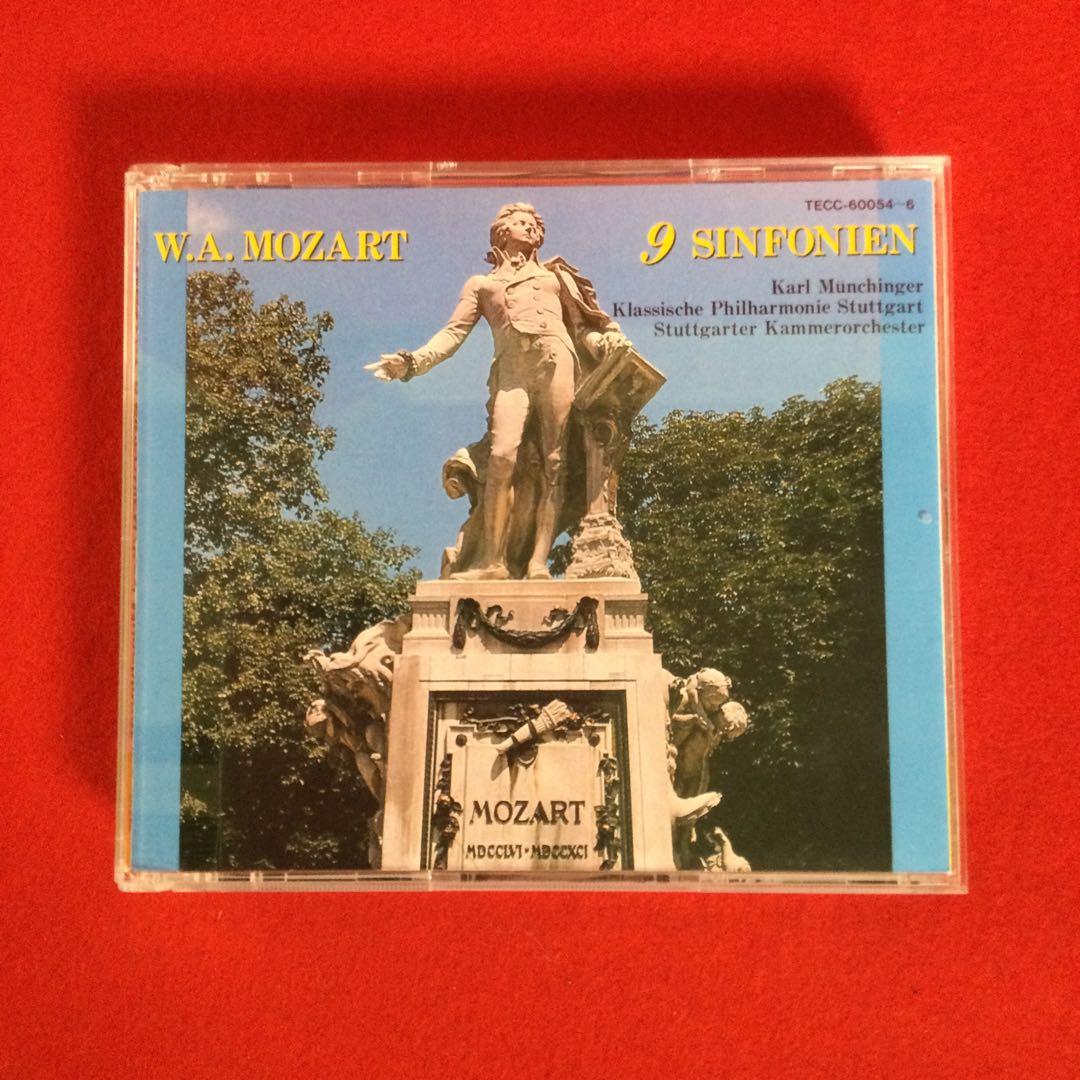 TECC-60054~6
W.A. MOZART
9 SINFONIEN
Karl Münchinger
Klassische Philharmonie Stuttgart
Stuttgarter Kammerorchester
MOZART
MDCCLVI · MDCCXCI